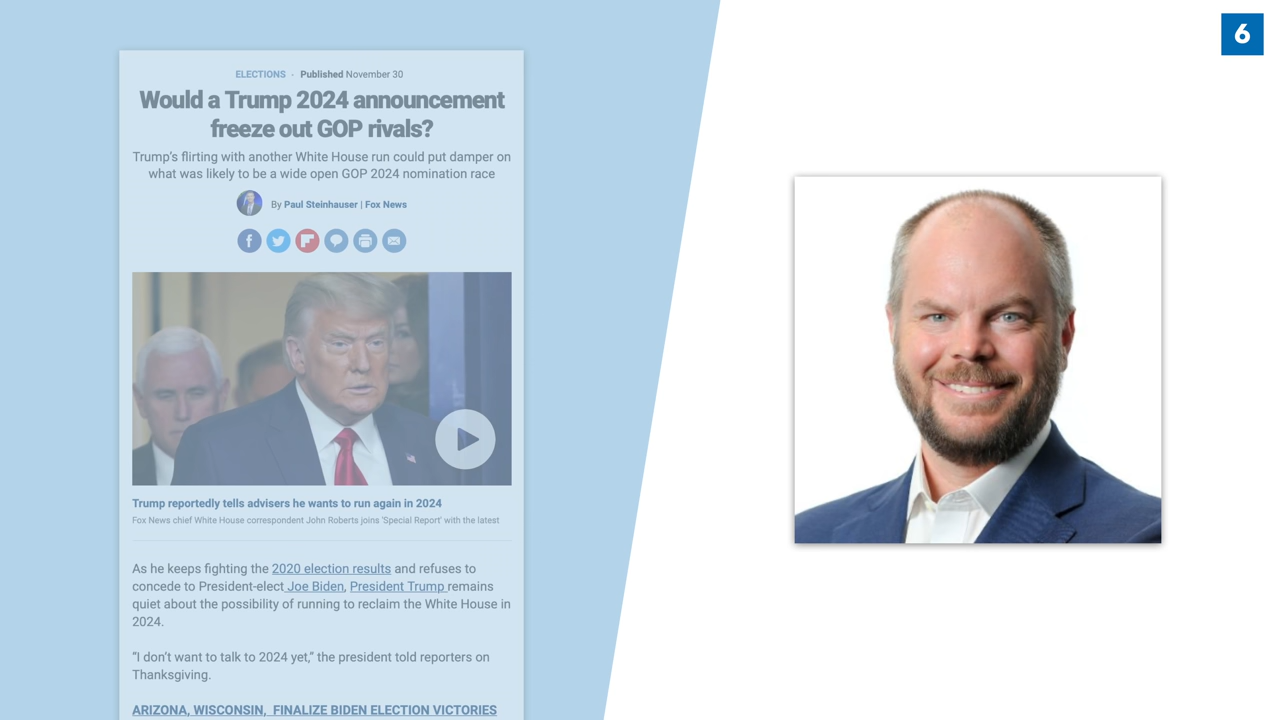 6
ELECTIONS · Published November 30
Would a Trump 2024 announcement
freeze out GOP rivals?
Trump's flirting with another White House run could put damper on
what was likely to be a wide open GOP 2024 nomination race
By Paul Steinhauser | Fox News
Trump reportedly tells advisers he wants to run again in 2024
Fox News chief White House correspondent John Roberts joins 'Special Report' with the latest
As he keeps fighting the 2020 election results and refuses to
concede to President-elect Joe Biden, President Trump remains
quiet about the possibility of running to reclaim the White House in
2024.
“I don’t want to talk to 2024 yet,” the president told reporters on
Thanksgiving.
ARIZONA, WISCONSIN, FINALIZE BIDEN ELECTION VICTORIES